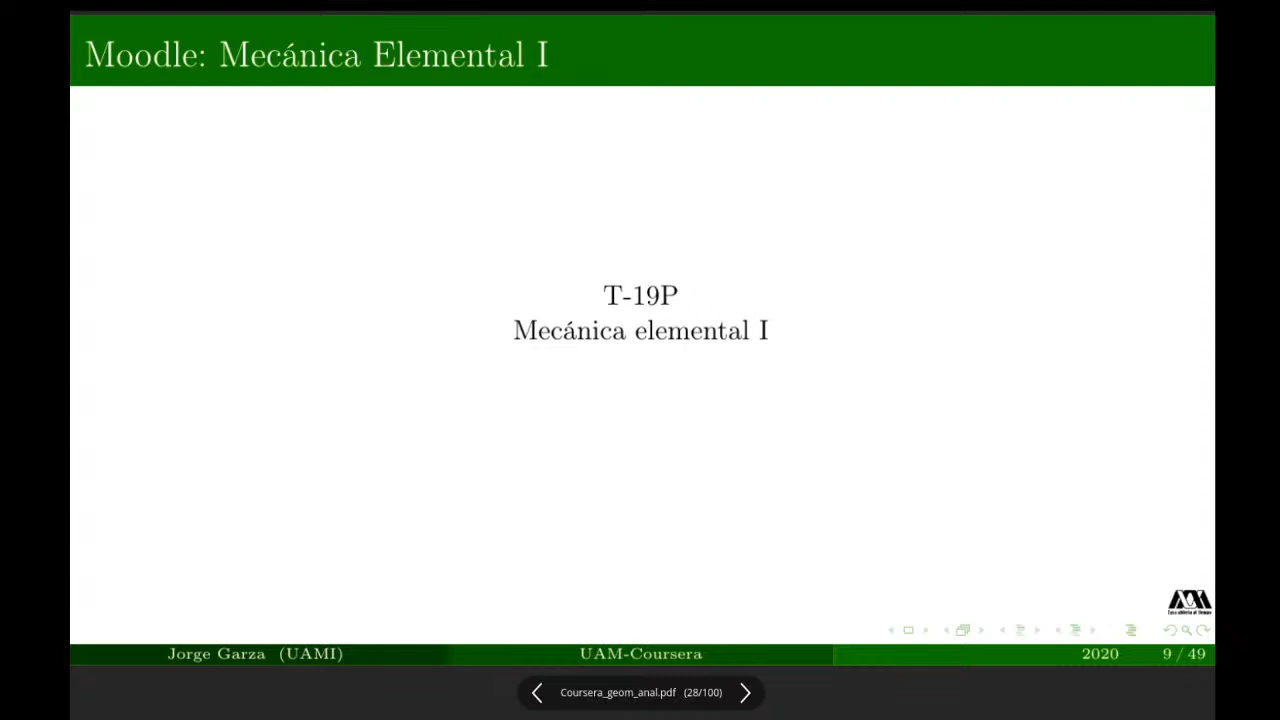 Moodle: Mecánica Elemental I
T-19P
Mecánica elemental I
Jorge Garza (UAMI)
UAM-Coursera
2020
9 / 49
Coursera_geom_anal.pdf (28/100)